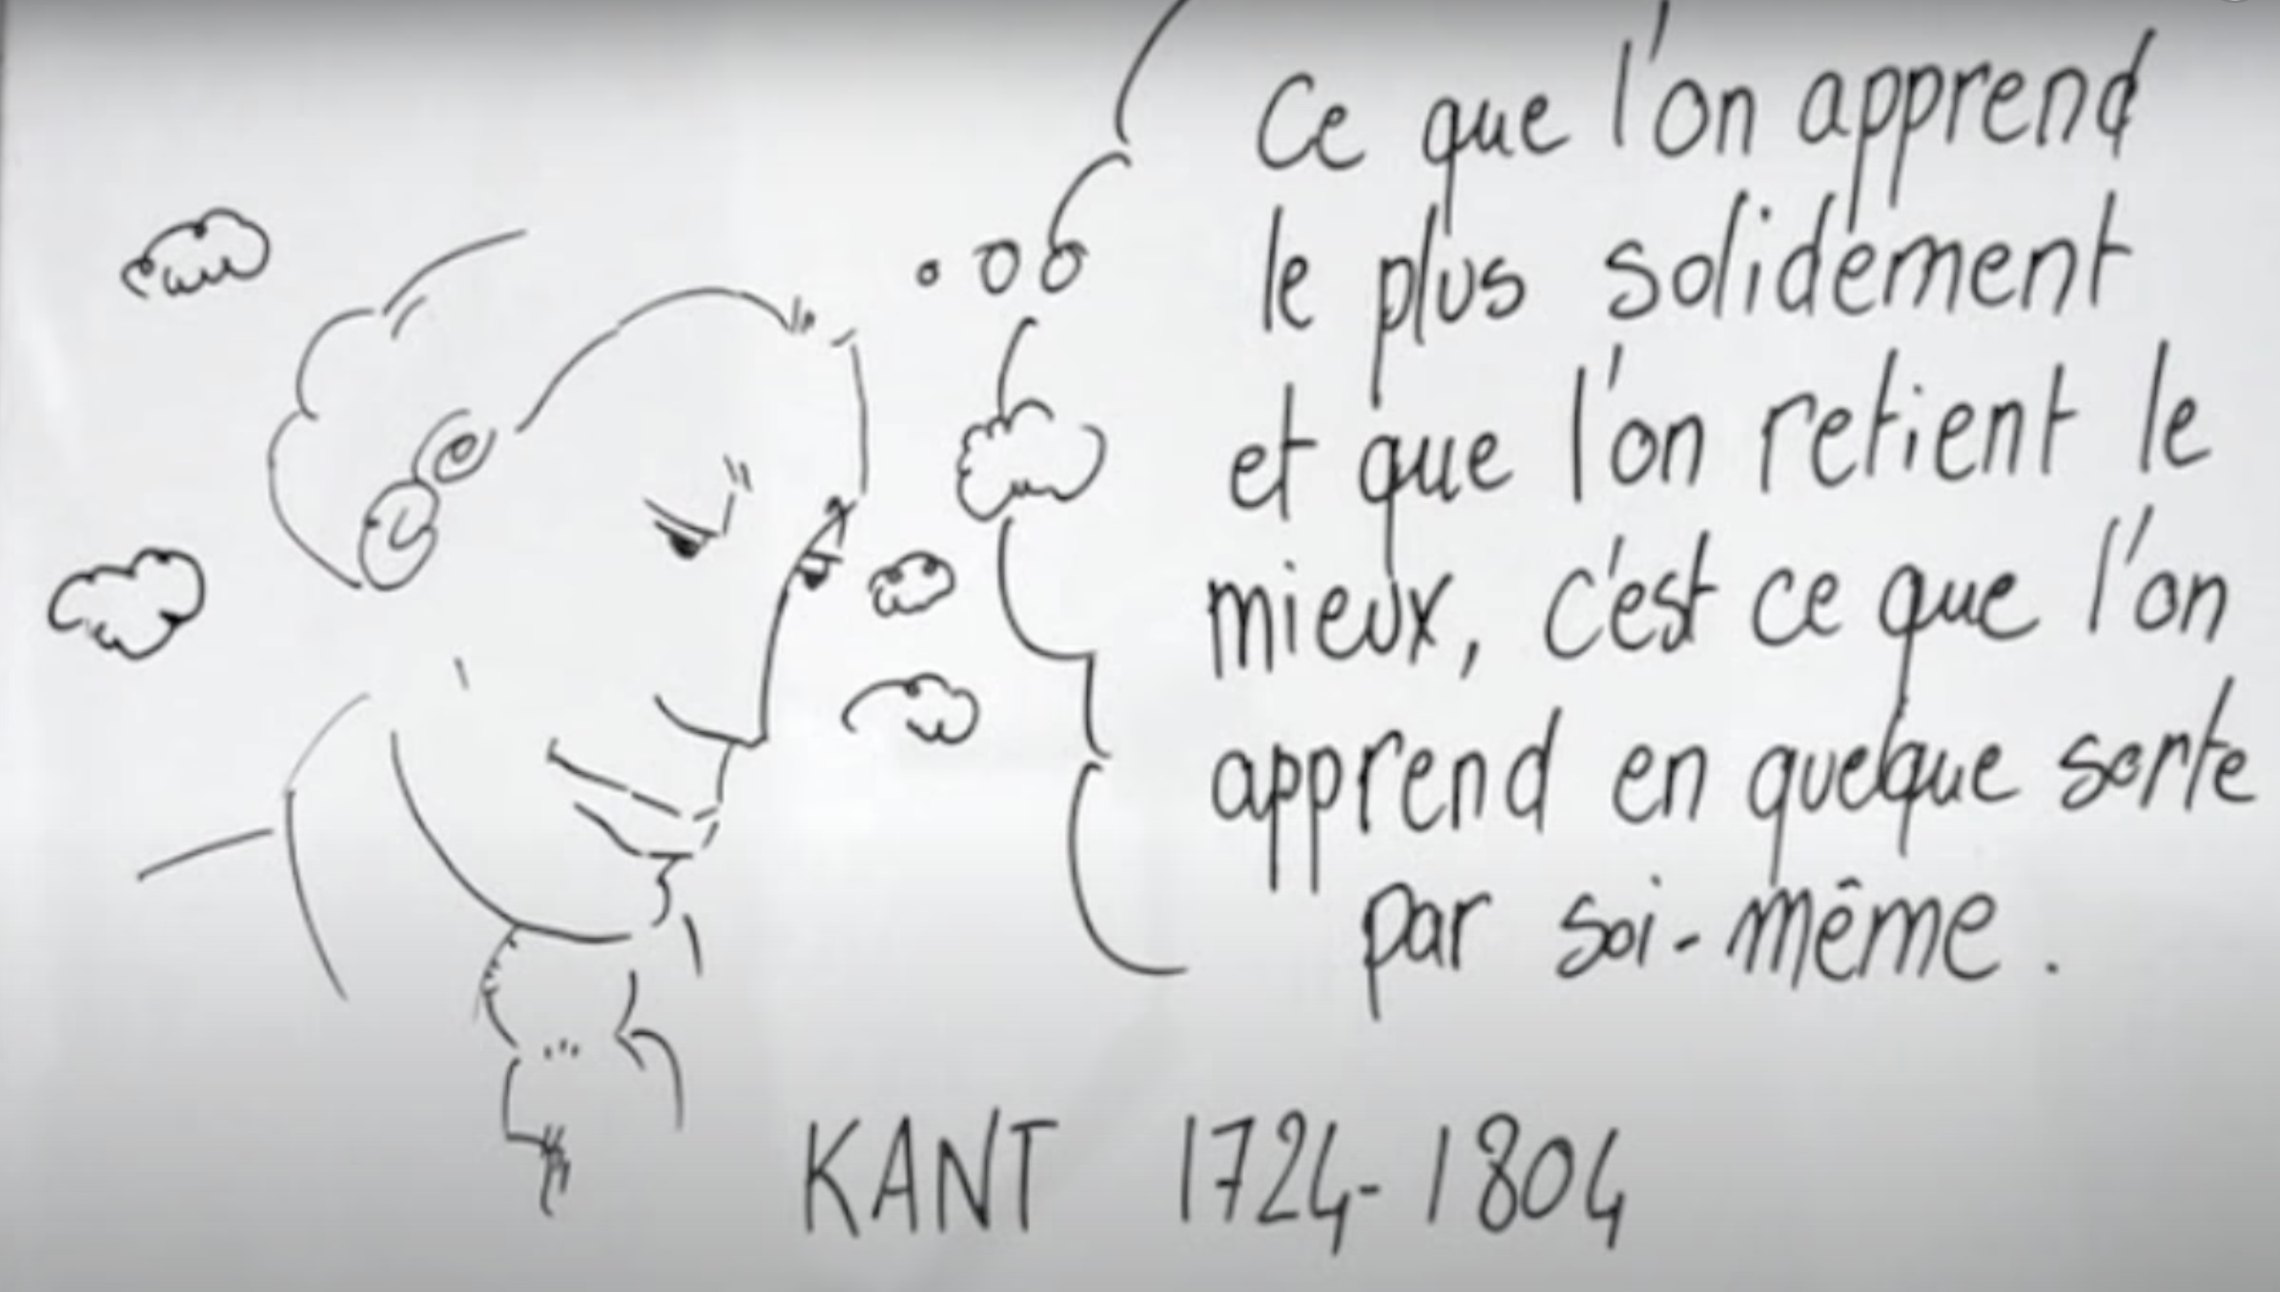 Ce que l'on apprend
le plus solidement
et que l'on retient le
mieux, c'est ce que l'on
apprend en quelque sorte
par soi-même.
KANT 1724-1804